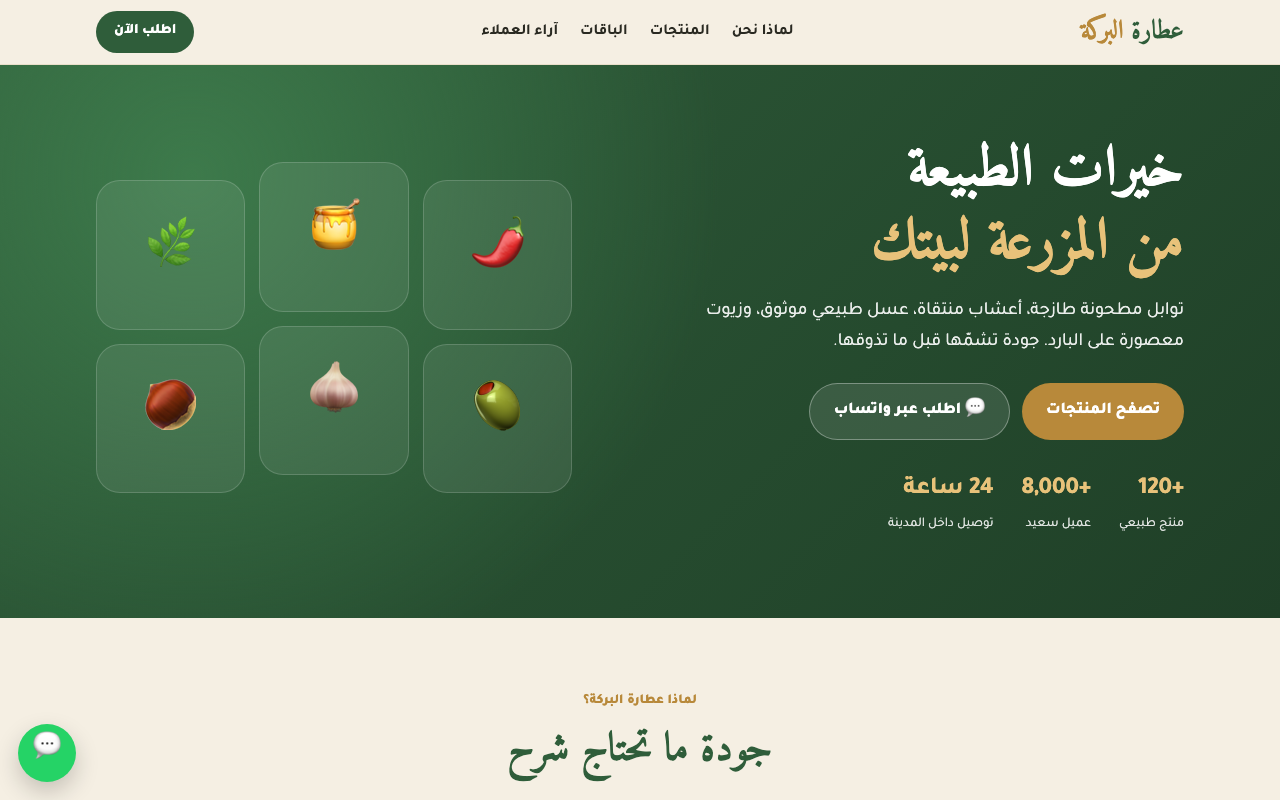 عطارة البركة
لماذا نحن
المنتجات
الباقات
آراء العملاء
اطلب الآن
خيرات الطبيعة
من المزرعة لبيتك
توابل مطحونة طازجة، أعشاب منتقاة، عسل طبيعي موثوق، وزيوت
معصورة على البارد. جودة تشمّها قبل ما تذوقها.
تصفح المنتجات
💬 اطلب عبر واتساب
+120
منتج طبيعي
+8,000
عميل سعيد
24 ساعة
توصيل داخل المدينة
لماذا عطارة البركة؟
جودة ما تحتاج شرح